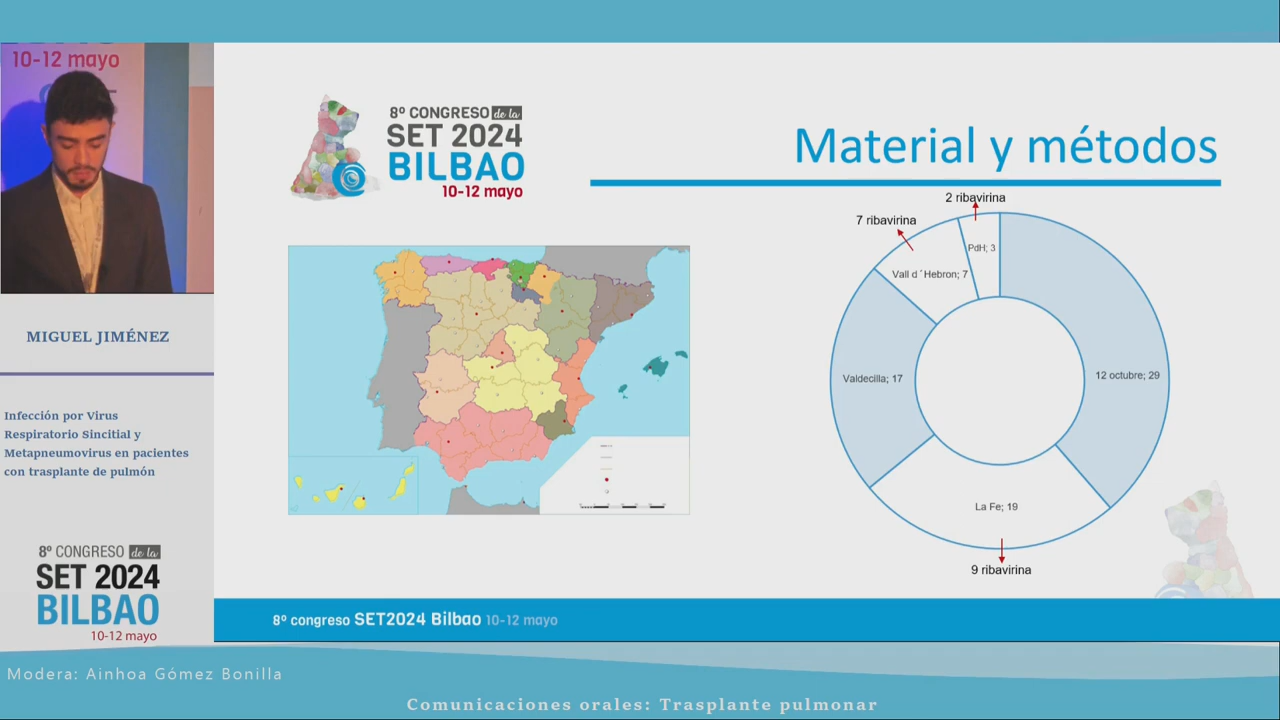 10-12 mayo
MIGUEL JIMÉNEZ
Infección por Virus
Respiratorio Sincitial y
Metapneumovirus en pacientes
con trasplante de pulmón
8º CONGRESO de la
SET 2024
BILBAO
10-12 mayo
8º CONGRESO de la
SET 2024
BILBAO
10-12 mayo
Material y métodos
2 ribavirina
7 ribavirina
PdH; 3
Vall d´Hebron; 7
Valdecilla; 17
12 octubre; 29
La Fe; 19
9 ribavirina
8º congreso SET2024 Bilbao 10-12 mayo
Modera: Ainhoa Gómez Bonilla
Comunicaciones orales: Trasplante pulmonar